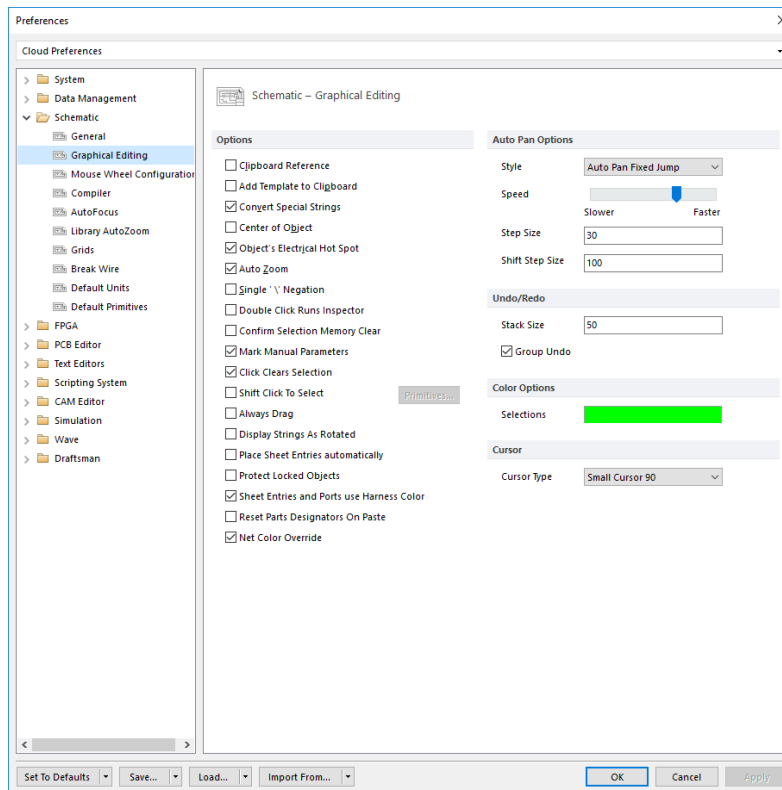 Preferences
Cloud Preferences
System
Data Management
Schematic
General
Graphical Editing
Mouse Wheel Configuration
Compiler
AutoFocus
Library AutoZoom
Grids
Break Wire
Default Units
Default Primitives
FPGA
PCB Editor
Text Editors
Scripting System
CAM Editor
Simulation
Wave
Draftsman
Schematic – Graphical Editing
Options
Clipboard Reference
Add Template to Clipboard
Convert Special Strings
Center of Object
Object's Electrical Hot Spot
Auto Zoom
Single '\' Negation
Double Click Runs Inspector
Confirm Selection Memory Clear
Mark Manual Parameters
Click Clears Selection
Shift Click To Select
Primitives...
Always Drag
Display Strings As Rotated
Place Sheet Entries automatically
Protect Locked Objects
Sheet Entries and Ports use Harness Color
Reset Parts Designators On Paste
Net Color Override
Auto Pan Options
Style Auto Pan Fixed Jump
Speed
Slower Faster
Step Size 30
Shift Step Size 100
Undo/Redo
Stack Size 50
Group Undo
Color Options
Selections
Cursor
Cursor Type Small Cursor 90
Set To Defaults Save... Load... Import From... OK Cancel Apply